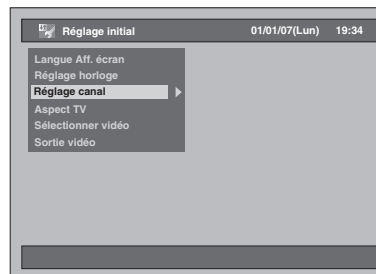 Réglage initial 01/01/07(Lun) 19:34
Langue Aff. écran
Réglage horloge
Réglage canal
Aspect TV
Sélectionner vidéo
Sortie vidéo